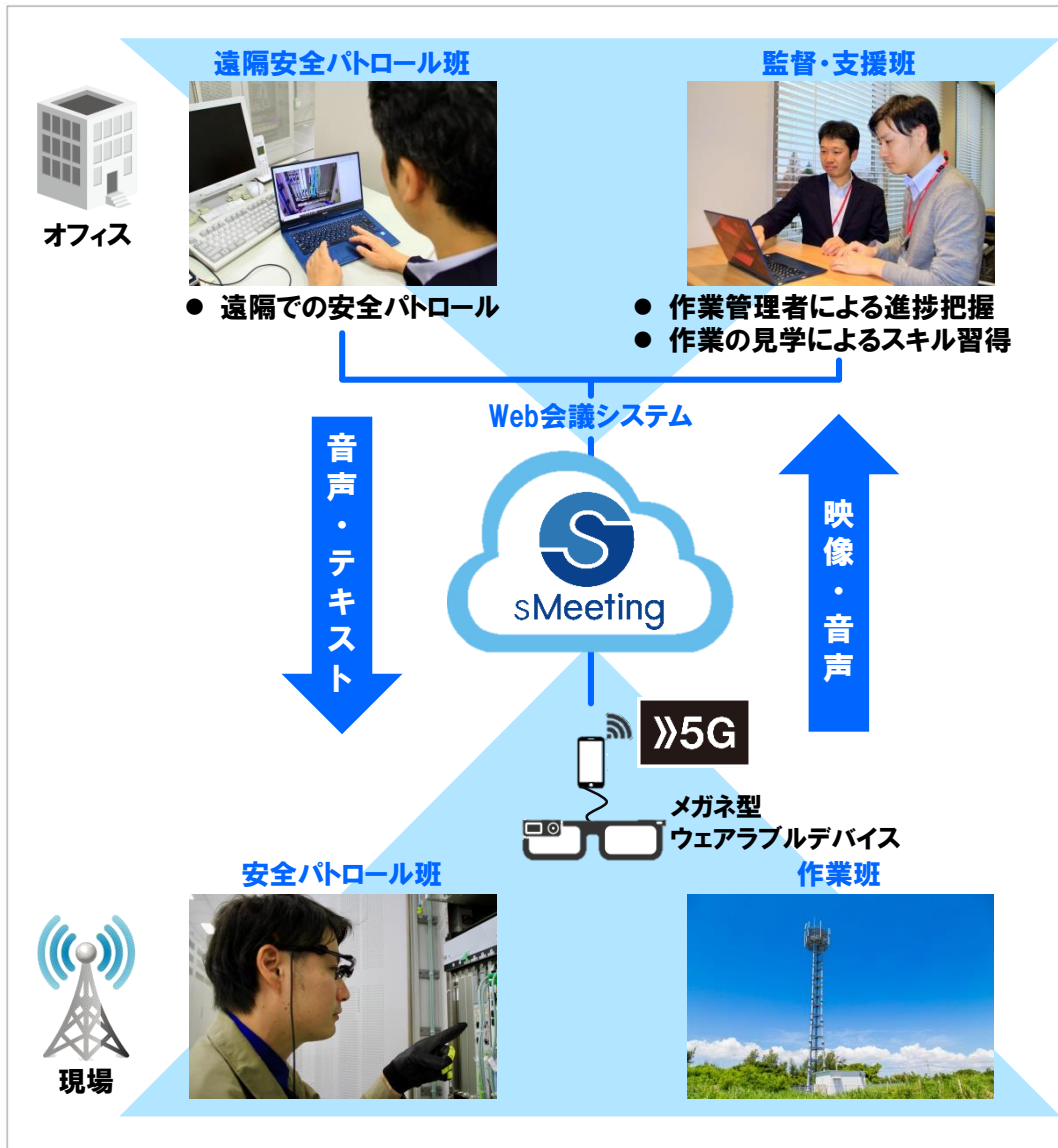 遠隔安全パトロール班
監督・支援班
オフィス
● 遠隔での安全パトロール
● 作業管理者による進捗把握
● 作業の見学によるスキル習得
Web会議システム
音声・テキスト
映像・音声
S
sMeeting
》5G
メガネ型
ウェアラブルデバイス
安全パトロール班
作業班
現場